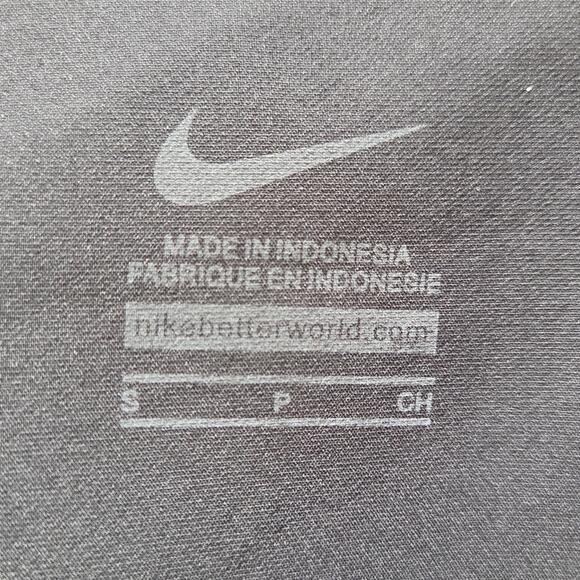 MADE IN INDONESIA
FABRIQUE EN INDONESIE
nikebetterworld.com
S P CH